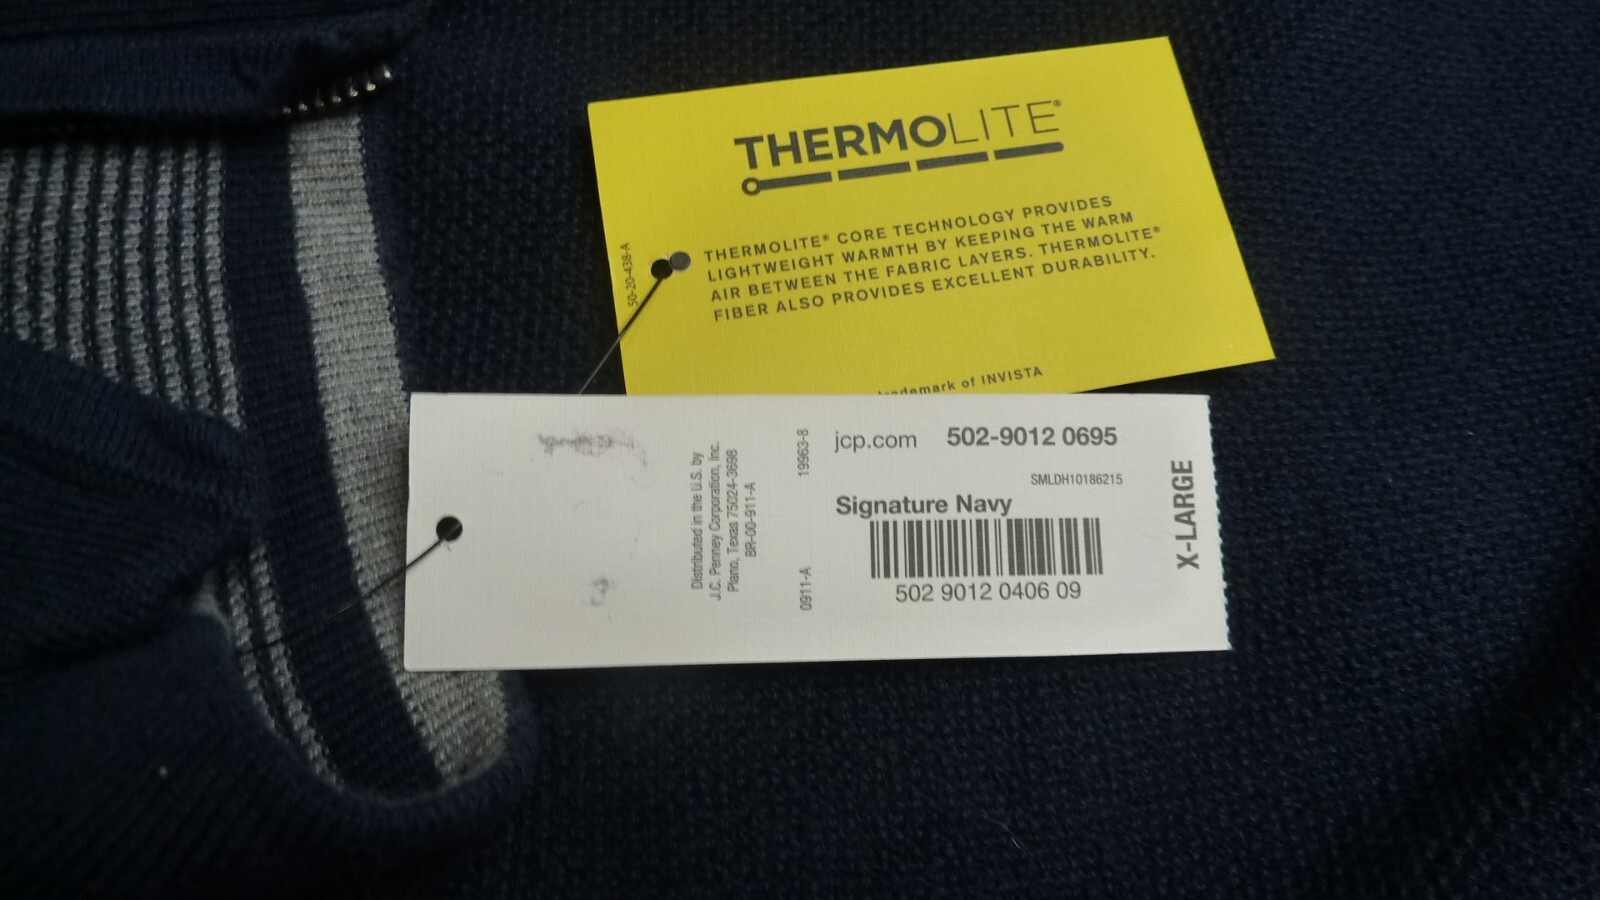 THERMOLITE®
THERMOLITE® CORE TECHNOLOGY PROVIDES
LIGHTWEIGHT WARMTH BY KEEPING THE WARM
AIR BETWEEN THE FABRIC LAYERS. THERMOLITE®
FIBER ALSO PROVIDES EXCELLENT DURABILITY.
50-20-438-A
trademark of INVISTA
Distributed in the U.S. by
J.C. Penney Corporation, Inc.
Plano, Texas 75024-3698
BR-00-911-A
0911-A 19963-8
jcp.com 502-9012 0695
SMLDH10186215
Signature Navy
502 9012 0406 09
X-LARGE